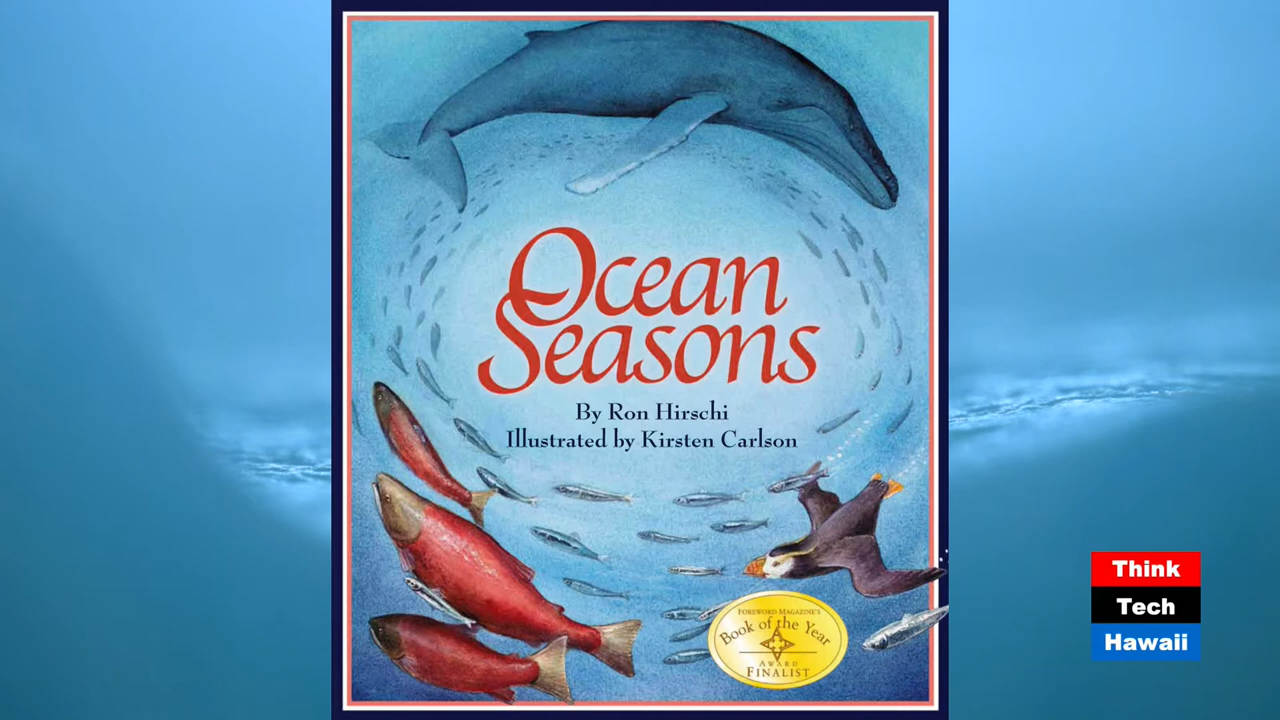 Ocean
Seasons
By Ron Hirschi
Illustrated by Kirsten Carlson
FOREWORD MAGAZINE'S
Book of the Year
AWARD
FINALIST
Think
Tech
Hawaii